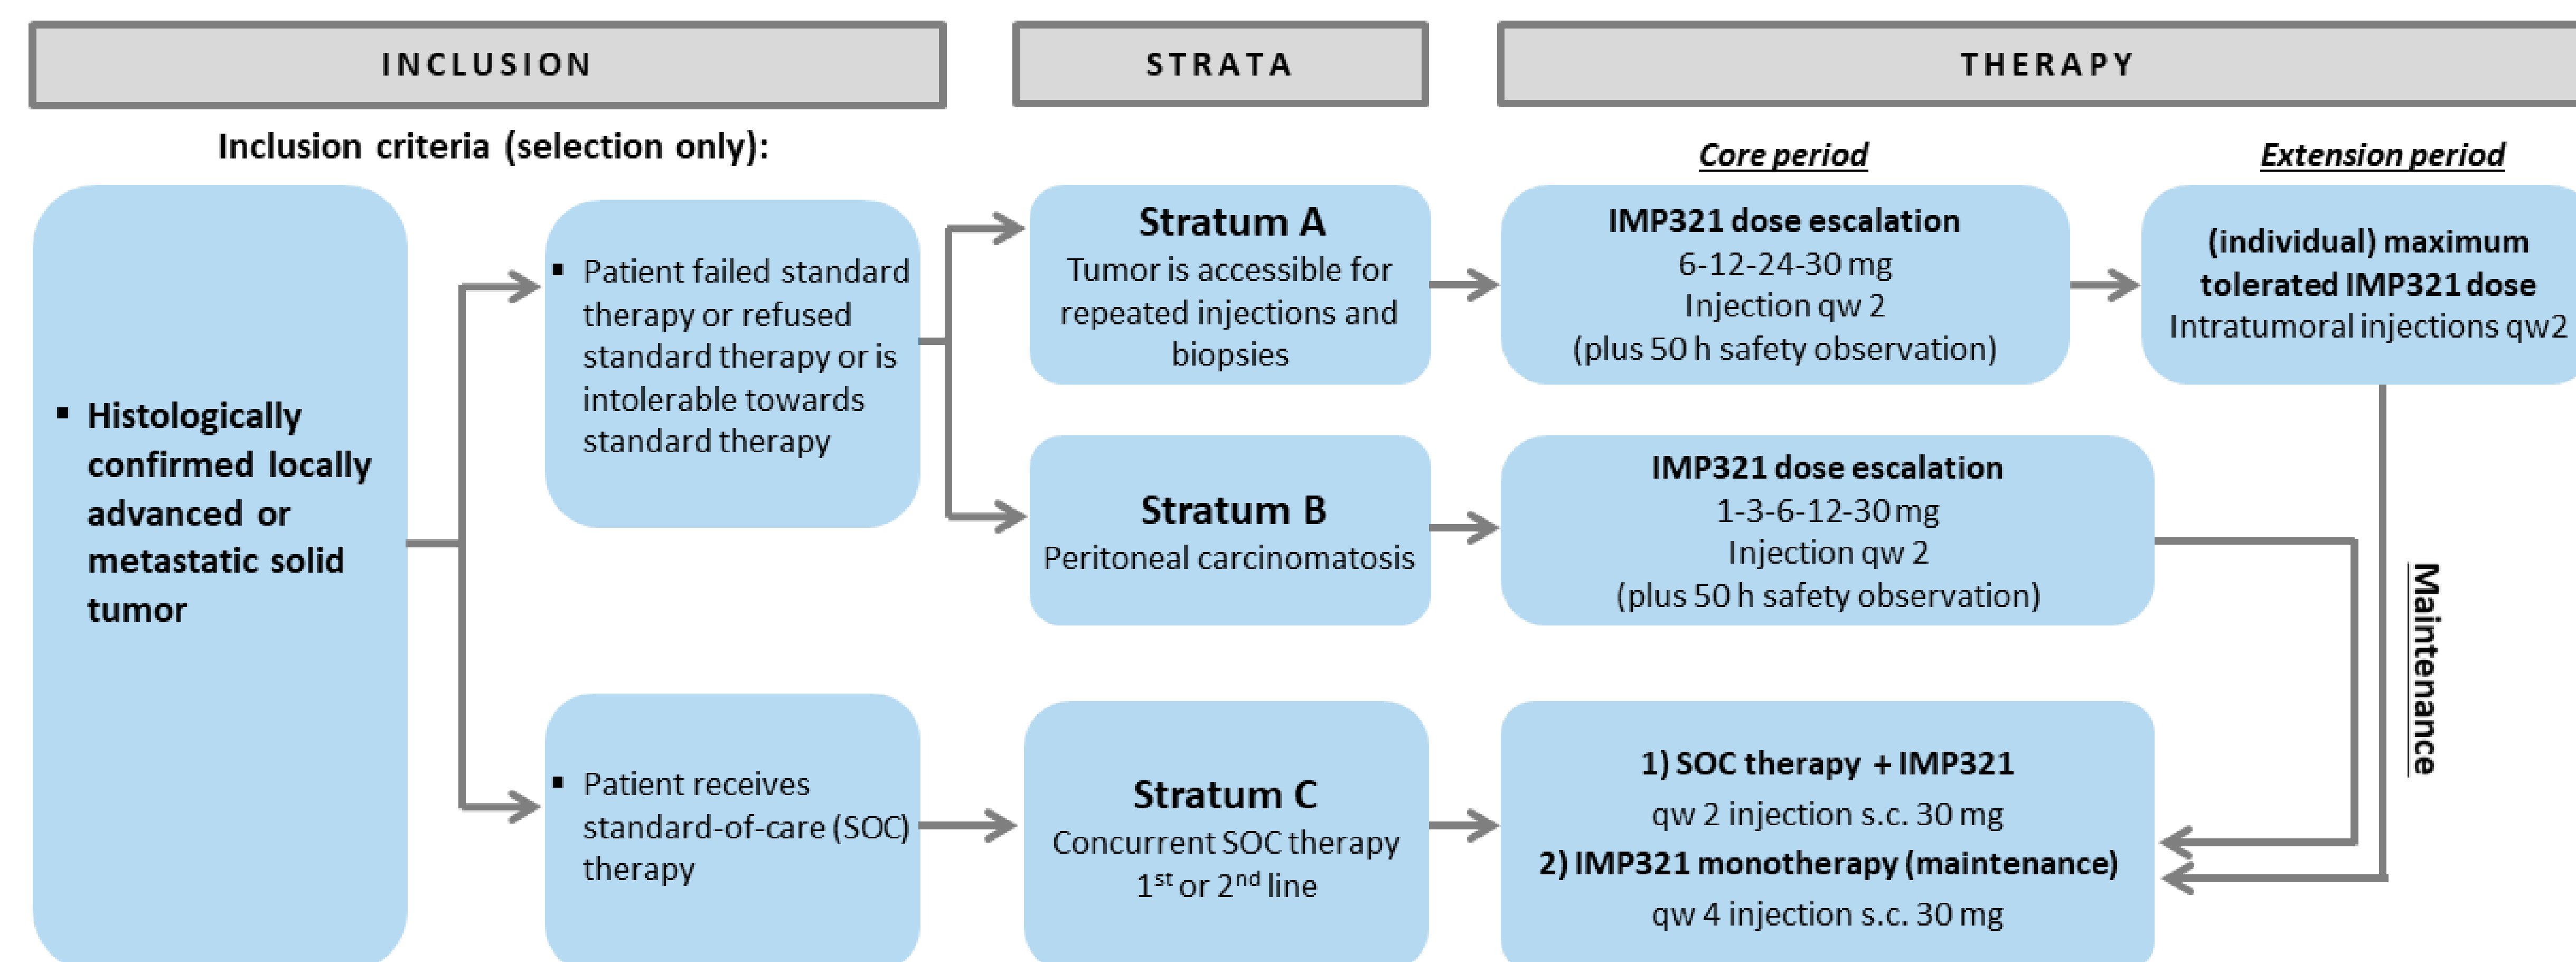 INCLUSION
STRATA
THERAPY
Inclusion criteria (selection only):
Core period
Extension period
▪ Histologically
confirmed locally
advanced or
metastatic solid
tumor
▪ Patient failed standard
therapy or refused
standard therapy or is
intolerable towards
standard therapy
▪ Patient receives
standard-of-care (SOC)
therapy
Stratum A
Tumor is accessible for
repeated injections and
biopsies
IMP321 dose escalation
6-12-24-30 mg
Injection qw 2
(plus 50 h safety observation)
(individual) maximum
tolerated IMP321 dose
Intratumoral injections qw2
Stratum B
Peritoneal carcinomatosis
IMP321 dose escalation
1-3-6-12-30 mg
Injection qw 2
(plus 50 h safety observation)
Maintenance
Stratum C
Concurrent SOC therapy
1st or 2nd line
1) SOC therapy + IMP321
qw 2 injection s.c. 30 mg
2) IMP321 monotherapy (maintenance)
qw 4 injection s.c. 30 mg